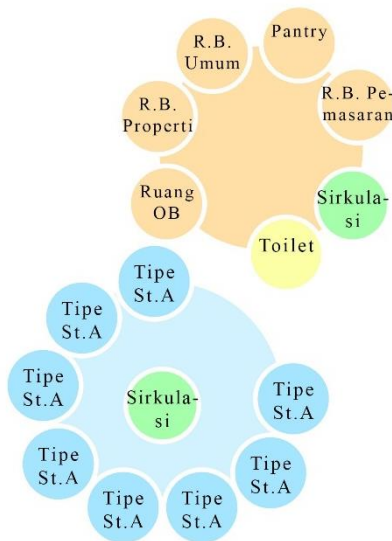 Pantry
R.B.
Umum
R.B. Pe-
masaran
R.B.
Properti
Sirkula-
si
Ruang
OB
Toilet
Tipe
St.A
Tipe
St.A
Tipe
St.A
Sirkula-
si
Tipe
St.A
Tipe
St.A
Tipe
St.A
Tipe
St.A
Tipe
St.A